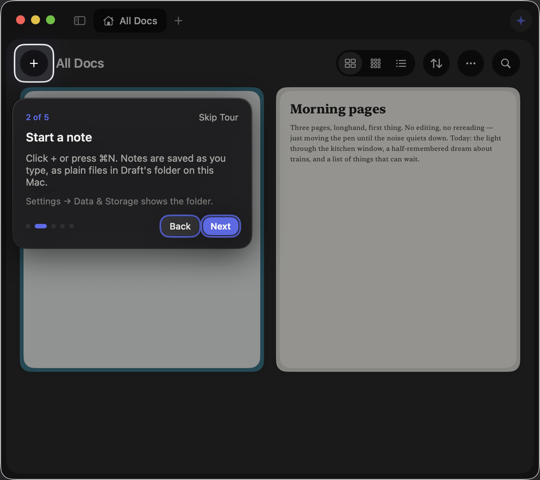 All Docs
All Docs
2 of 5
Skip Tour
Start a note
Click + or press ⌘N. Notes are saved as you
type, as plain files in Draft's folder on this
Mac.
Settings → Data & Storage shows the folder.
Back
Next
Morning pages
Three pages, longhand, first thing. No editing, no rereading —
just moving the pen until the noise quiets down. Today: the light
through the kitchen window, a half-remembered dream about
trains, and a list of things that can wait.